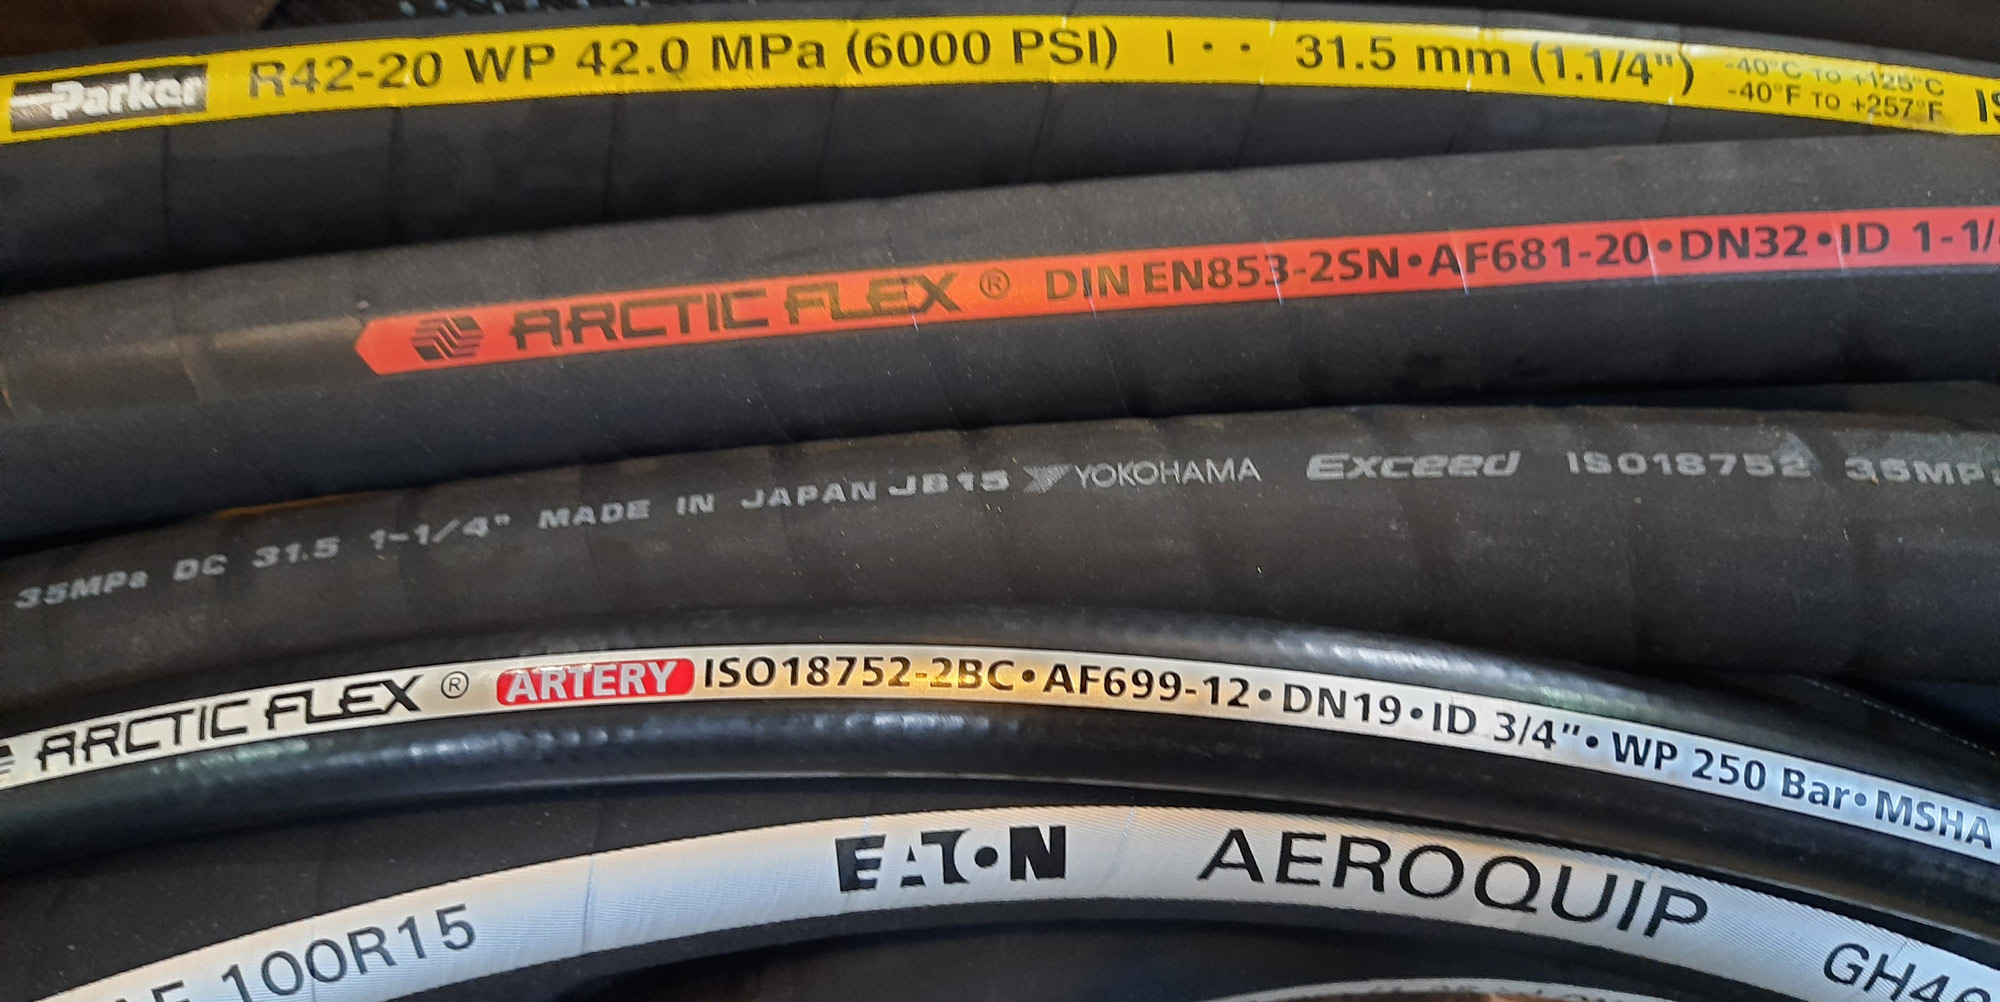 Parker R42-20 WP 42.0 MPa (6000 PSI) | · · 31.5 mm (1.1/4") -40°C TO +125°C
-40°F TO +257°F
ARCTIC FLEX ® DIN EN853-2SN•AF681-20•DN32•ID 1-1/
35MPa DC 31.5 1-1/4" MADE IN JAPAN JB15 YOKOHAMA Exceed ISO18752 35MPa
ARCTIC FLEX ® ARTERY ISO18752-2BC•AF699-12•DN19•ID 3/4"•WP 250 Bar•MSHA
100R15 EATON AEROQUIP